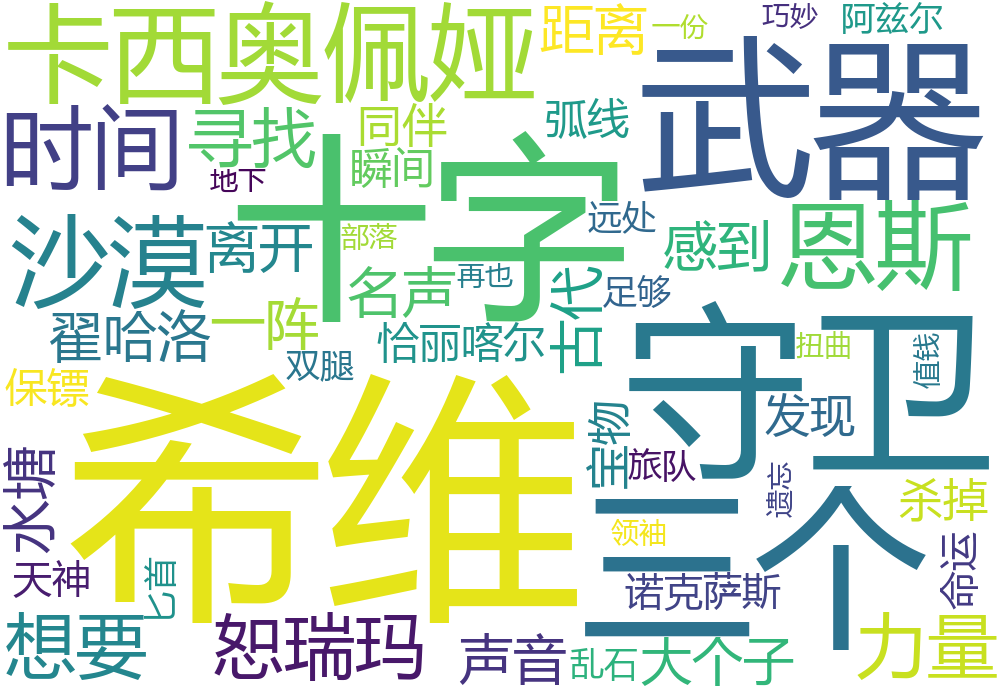 卡西奥佩娅
距离
一份
巧妙
阿兹尔
武器
时间
寻找
同伴
弧线
瞬间
地下
十字
沙漠
离开
部落
远处
感到
恩斯
名声
再也
足够
古代
翟哈洛
一阵
恰丽喀尔
双腿
守卫
扭曲
值钱
保镖
希维
宝物
发现
水塘
旅队
遗忘
三个
杀掉
领袖
命运
天神
匕首
诺克萨斯
想要
恕瑞玛
声音
乱石
大个子
力量